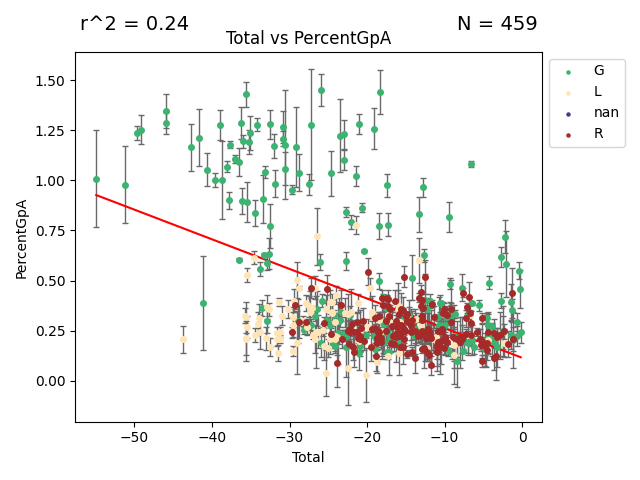 r^2 = 0.24 N = 459
Total vs PercentGpA
PercentGpA
1.50
1.25
1.00
0.75
0.50
0.25
0.00
−50 −40 −30 −20 −10 0
Total
G
L
nan
R